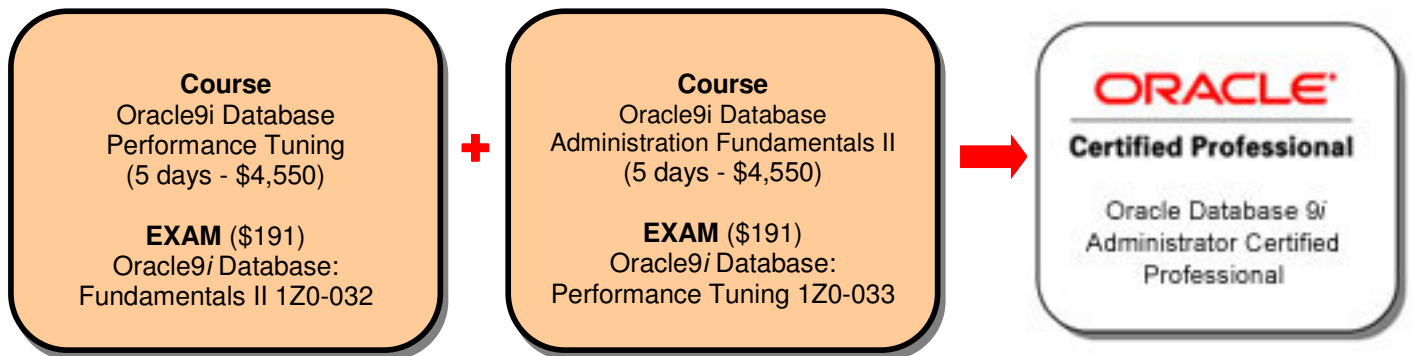 Course
Oracle9i Database
Performance Tuning
(5 days - $4,550)
EXAM ($191)
Oracle9i Database:
Fundamentals II 1Z0-032
Course
Oracle9i Database
Administration Fundamentals II
(5 days - $4,550)
EXAM ($191)
Oracle9i Database:
Performance Tuning 1Z0-033
ORACLE
Certified Professional
Oracle Database 9i
Administrator Certified
Professional